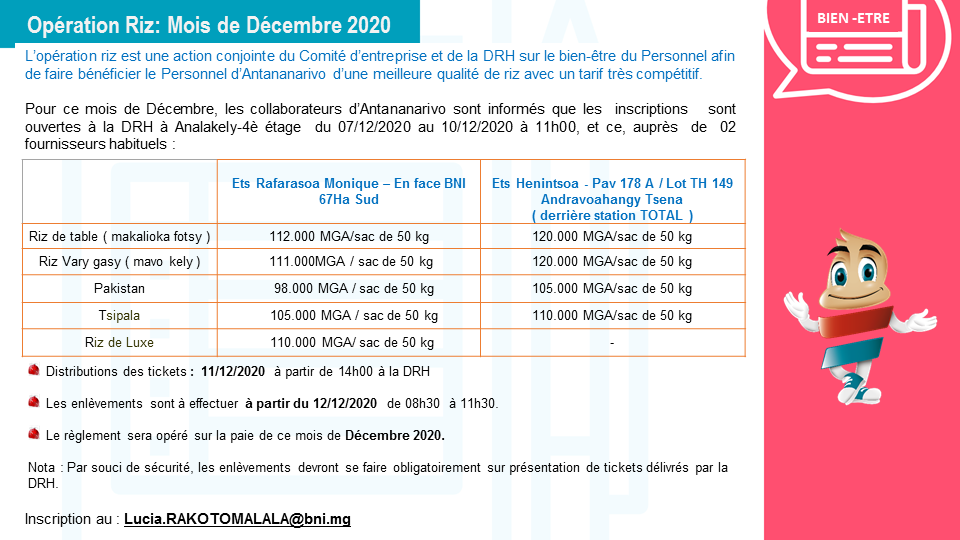 Opération Riz: Mois de Décembre 2020
BIEN -ETRE
L'opération riz est une action conjointe du Comité d'entreprise et de la DRH sur le bien-être du Personnel afin
de faire bénéficier le Personnel d'Antananarivo d'une meilleure qualité de riz avec un tarif très compétitif.
Pour ce mois de Décembre, les collaborateurs d'Antananarivo sont informés que les inscriptions sont
ouvertes à la DRH à Analakely-4è étage du 07/12/2020 au 10/12/2020 à 11h00, et ce, auprès de 02
fournisseurs habituels :
Ets Rafarasoa Monique – En face BNI
67Ha Sud
Ets Henintsoa - Pav 178 A / Lot TH 149
Andravoahangy Tsena
( derrière station TOTAL )
Riz de table ( makalioka fotsy ) 112.000 MGA/sac de 50 kg 120.000 MGA/sac de 50 kg
Riz Vary gasy ( mavo kely ) 111.000MGA / sac de 50 kg 120.000 MGA/sac de 50 kg
Pakistan 98.000 MGA / sac de 50 kg 105.000 MGA/sac de 50 kg
Tsipala 105.000 MGA / sac de 50 kg 110.000 MGA/sac de 50 kg
Riz de Luxe 110.000 MGA/ sac de 50 kg -
Distributions des tickets : 11/12/2020 à partir de 14h00 à la DRH
Les enlèvements sont à effectuer à partir du 12/12/2020 de 08h30 à 11h30.
Le règlement sera opéré sur la paie de ce mois de Décembre 2020.
Nota : Par souci de sécurité, les enlèvements devront se faire obligatoirement sur présentation de tickets délivrés par la
DRH.
Inscription au : Lucia.RAKOTOMALALA@bni.mg